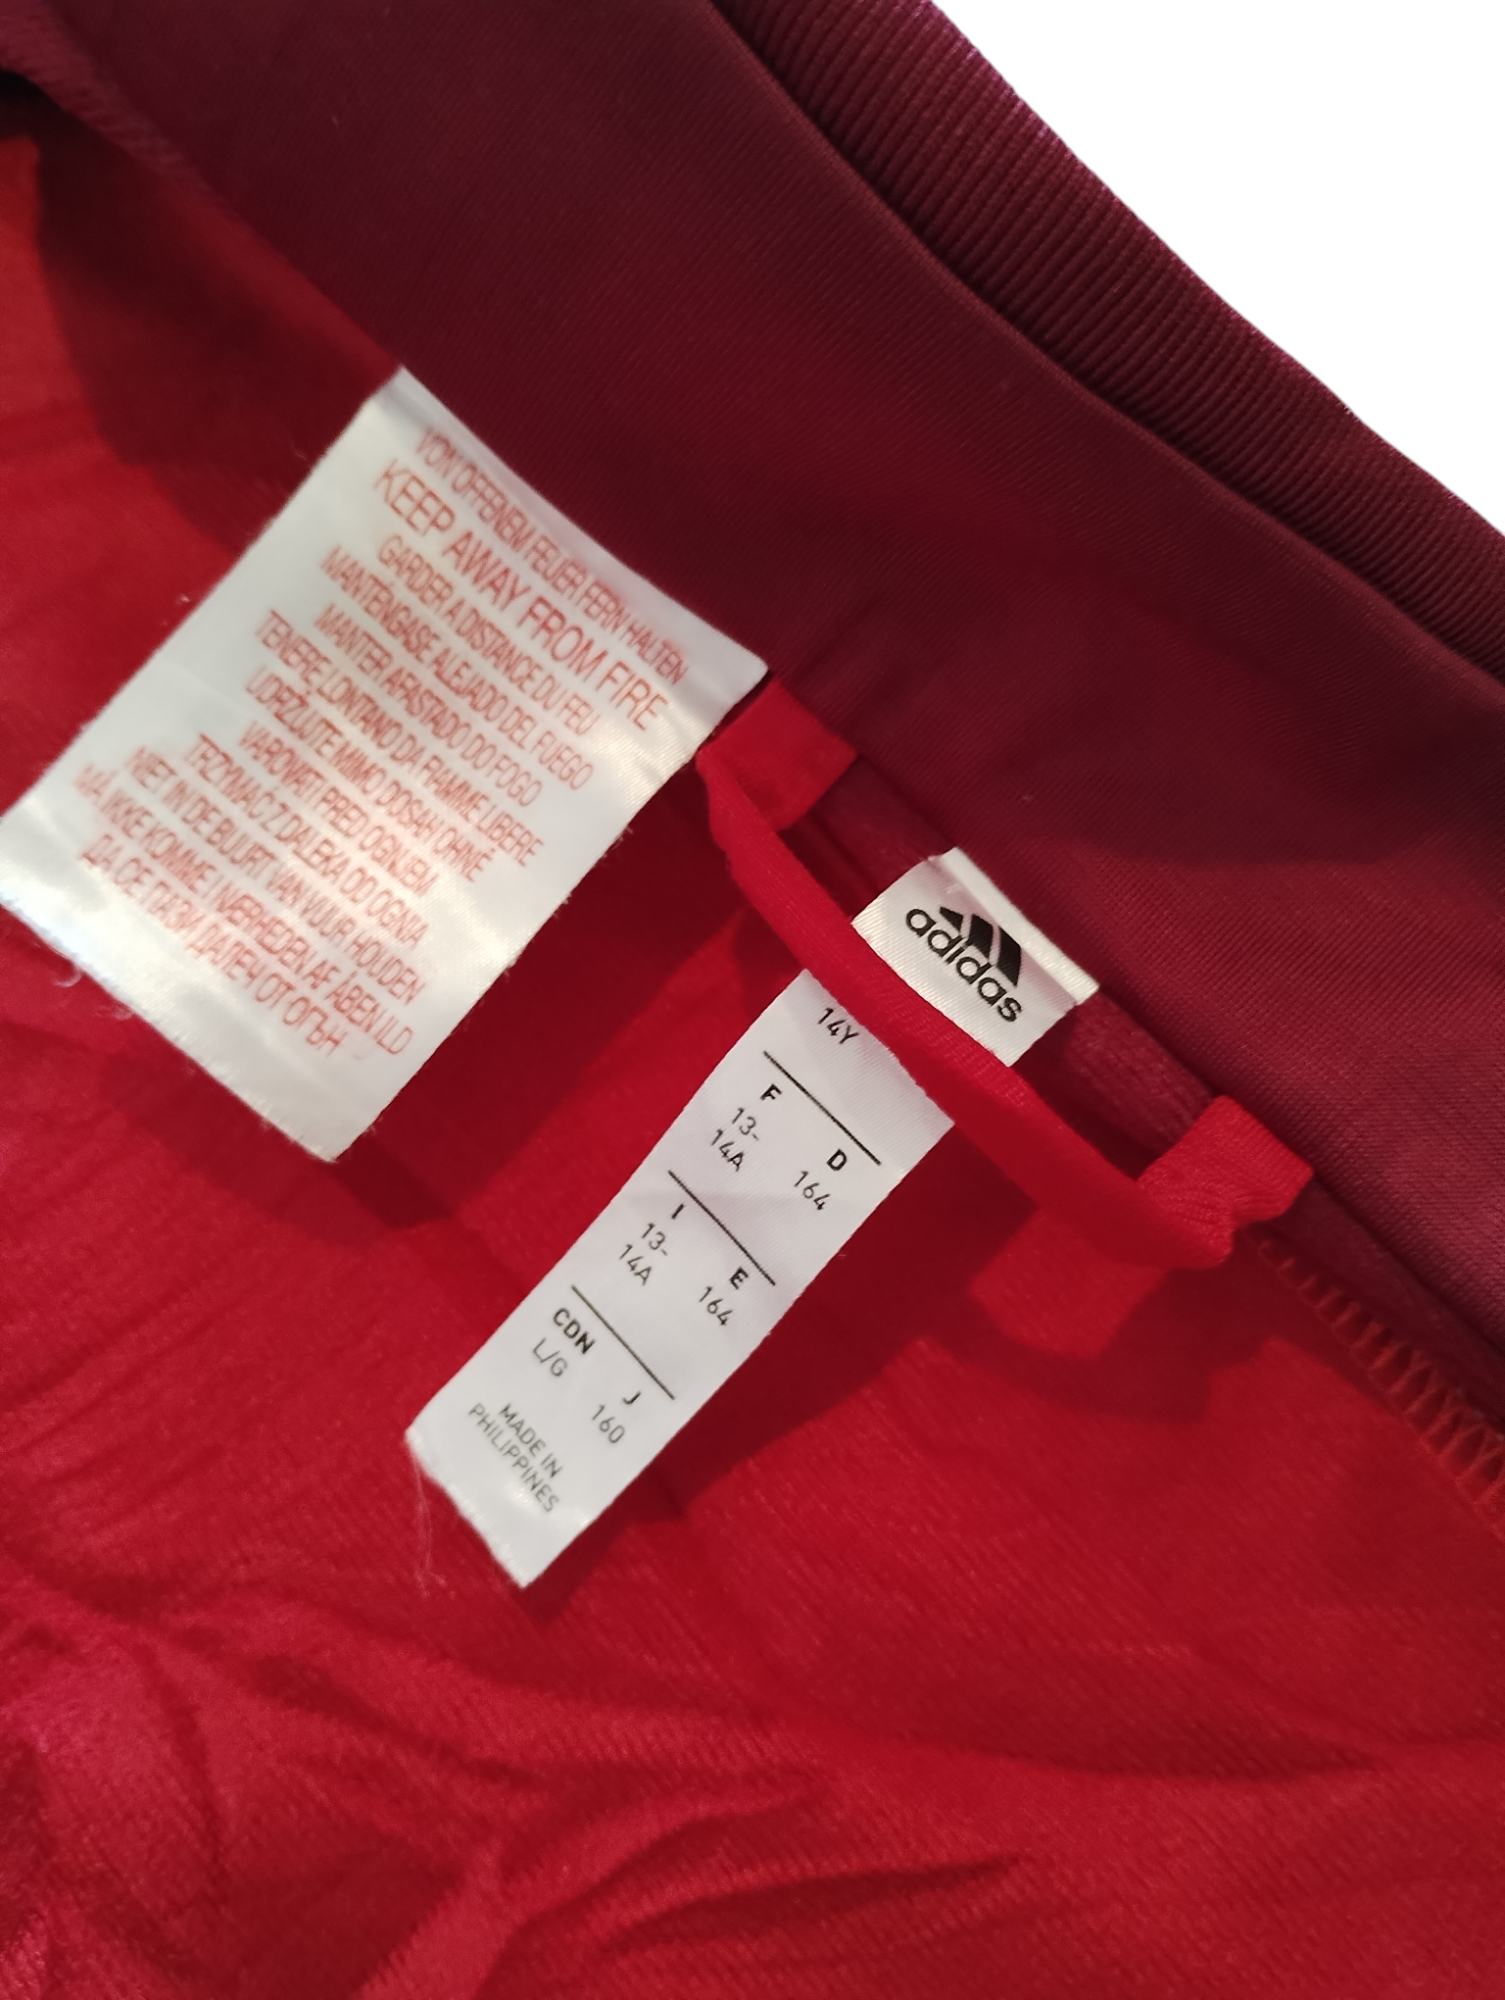 VON OFFENEM FEUER FERN HALTEN
KEEP AWAY FROM FIRE
GARDER A DISTANCE DU FEU
MANTENGASE ALEJADO DEL FUEGO
MANTER AFASTADO DO FOGO
TENERE LONTANO DA FIAMME LIBERE
UDRŽUJTE MIMO DOSAH OHNĚ
VAROVAT PRED OGNJEM
TRZYMAĆ Z DALEKA OD OGNIA
NIET IN DE BUURT VAN VUUR HOUDEN
MÅ IKKE KOMME I NÆRHEDEN AF ÅBEN ILD
ДА СЕ ПАЗИ ДАЛЕЧ ОТ ОГЪН
adidas
14Y
F D
13- 164
14A
I E
13- 164
14A
CDN J
L/G 160
MADE IN
PHILIPPINES